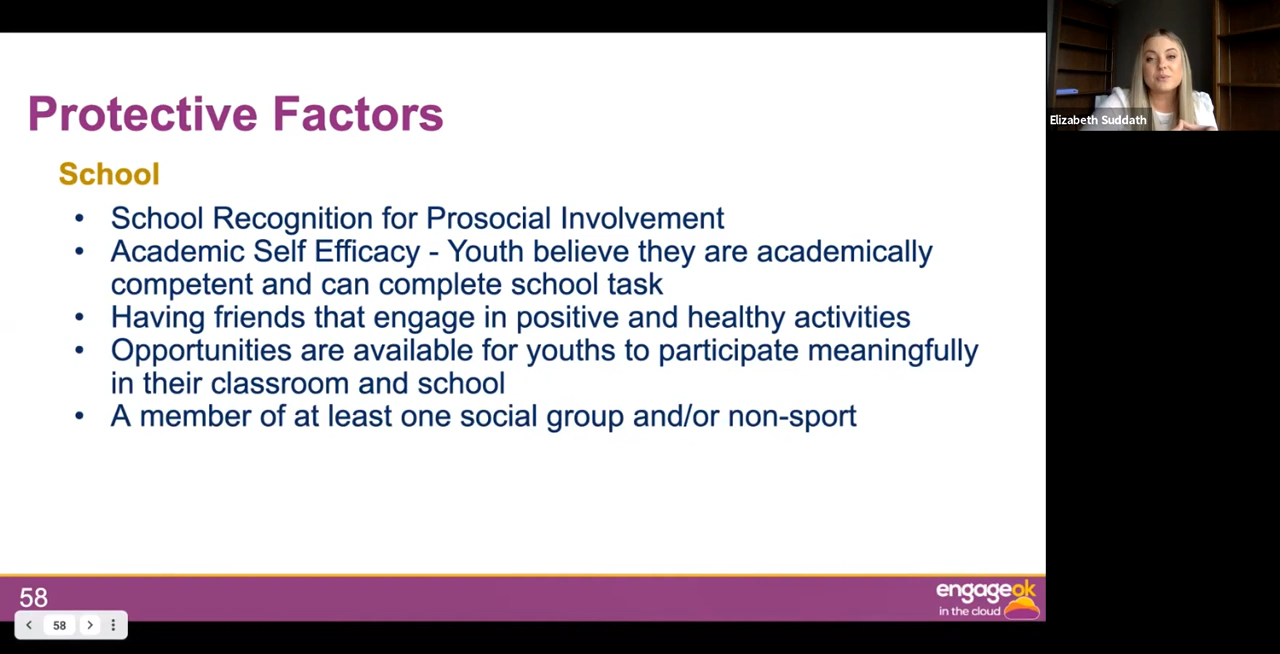 Protective Factors
School
• School Recognition for Prosocial Involvement
• Academic Self Efficacy - Youth believe they are academically
competent and can complete school task
• Having friends that engage in positive and healthy activities
• Opportunities are available for youths to participate meaningfully
in their classroom and school
• A member of at least one social group and/or non-sport
58
engageok
in the cloud
58
Elizabeth Suddath